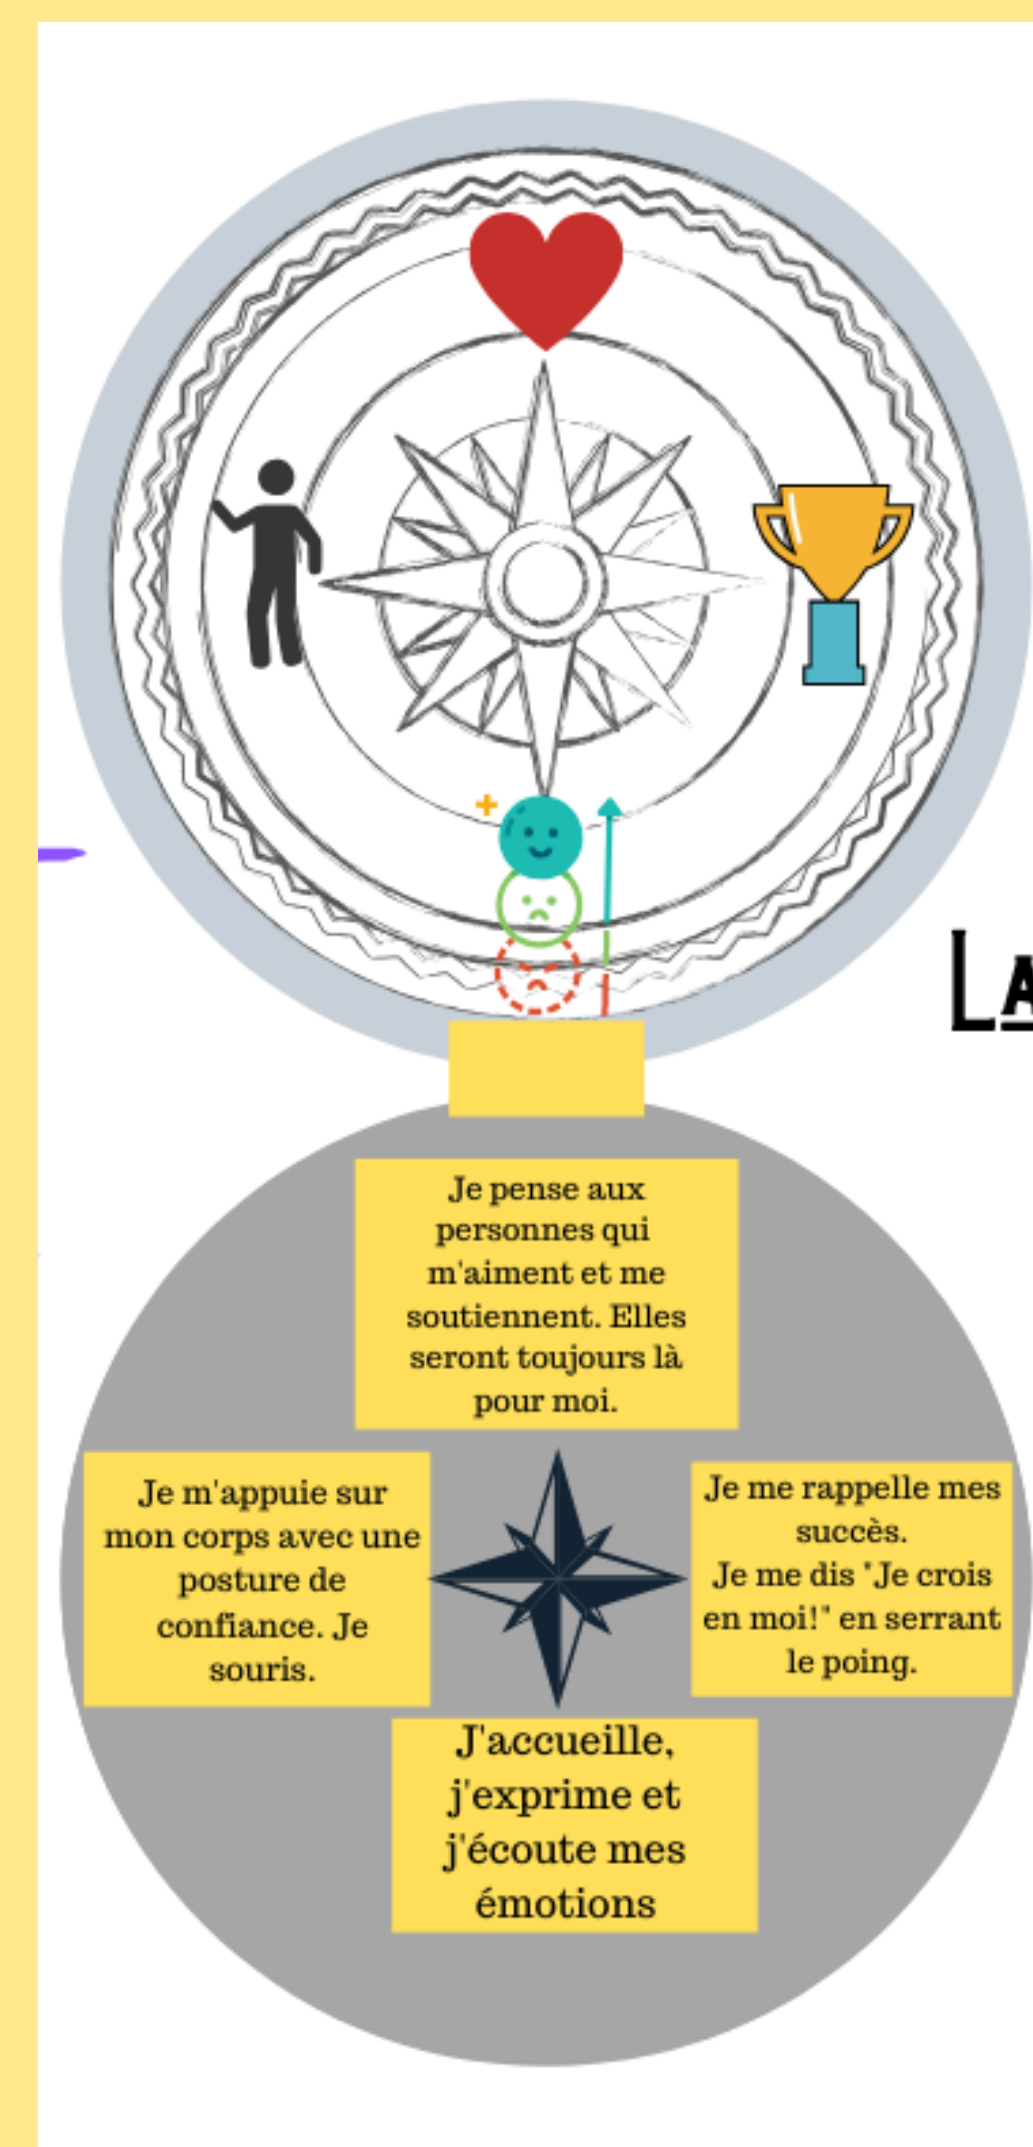 La
Je pense aux
personnes qui
m'aiment et me
soutiennent. Elles
seront toujours là
pour moi.
Je m'appuie sur
mon corps avec une
posture de
confiance. Je
souris.
Je me rappelle mes
succès.
Je me dis "Je crois
en moi!" en serrant
le poing.
J'accueille,
j'exprime et
j'écoute mes
émotions